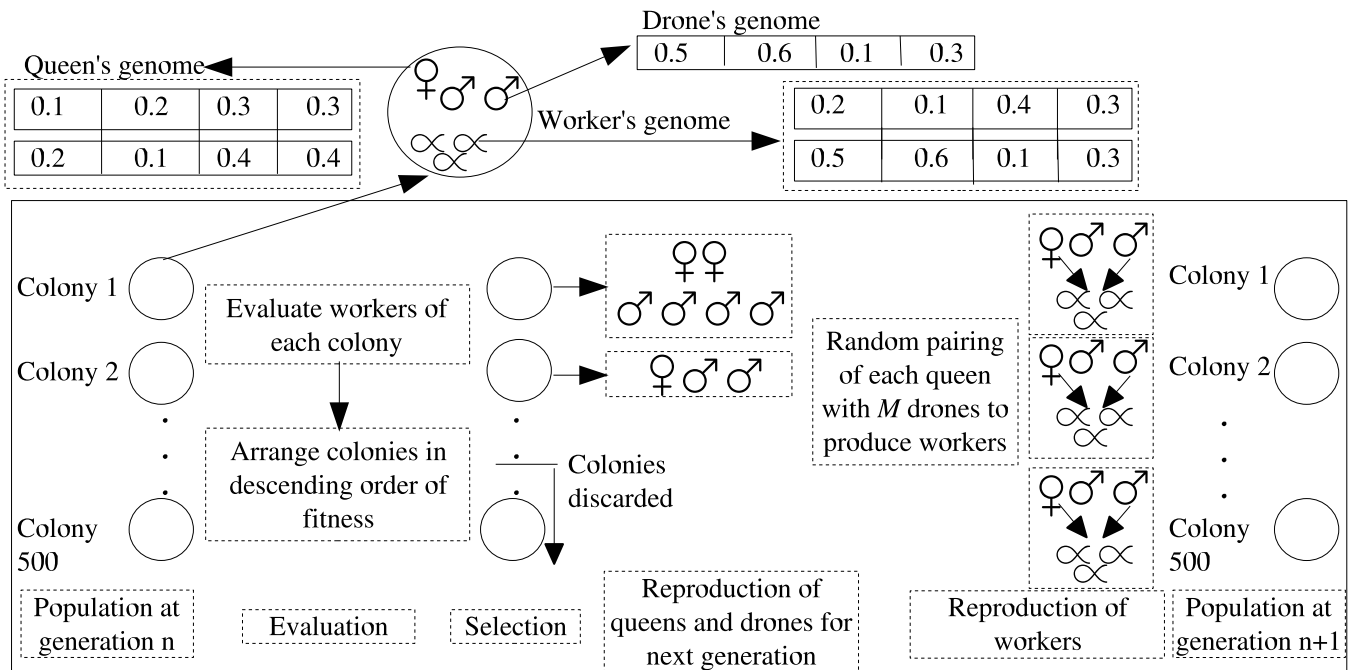 Drone's genome
0.5 0.6 0.1 0.3
Queen's genome
0.1 0.2 0.3 0.3
0.2 0.1 0.4 0.4
Worker's genome
0.2 0.1 0.4 0.3
0.5 0.6 0.1 0.3
Colony 1
Colony 2
Colony
500
Evaluate workers of
each colony
Arrange colonies in
descending order of
fitness
Colonies
discarded
Random pairing
of each queen
with M drones to
produce workers
Colony 1
Colony 2
Colony
500
Population at
generation n
Evaluation
Selection
Reproduction of
queens and drones for
next generation
Reproduction of
workers
Population at
generation n+1